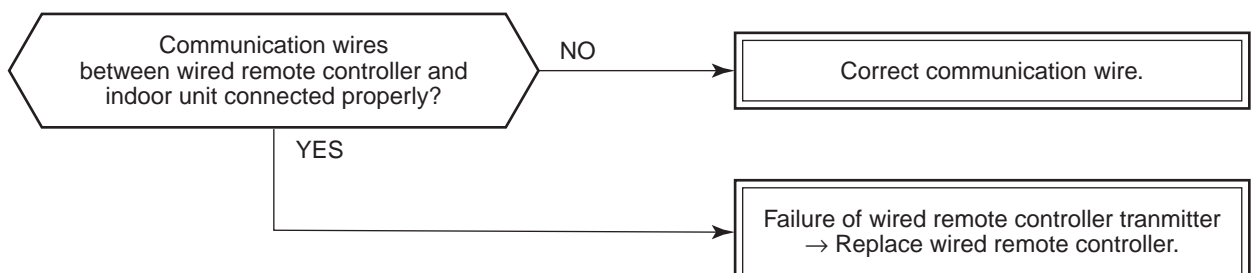 Communication wires
between wired remote controller and
indoor unit connected properly?
NO
Correct communication wire.
YES
Failure of wired remote controller tranmitter
→ Replace wired remote controller.